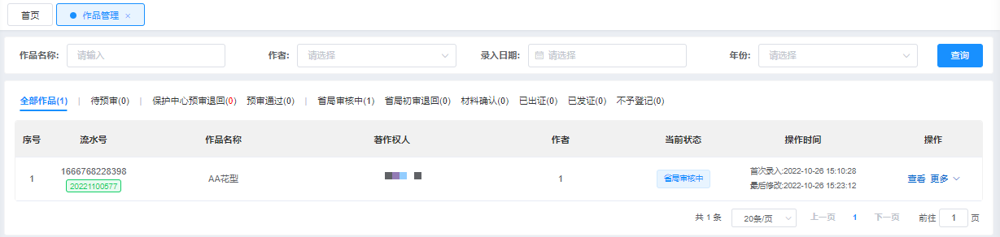 首页 作品管理 ×
作品名称: 请输入 作者: 请选择 录入日期: 请选择 年份: 请选择 查询
全部作品(1) | 待预审(0) | 保护中心预审退回(0) 预审通过(0) | 省局审核中(1) 省局初审退回(0) 材料确认(0) 已出证(0) 已发证(0) 不予登记(0)
序号 流水号 作品名称 著作权人 作者 当前状态 操作时间 操作
1 1666768228398 AA花型 1 省局审核中 首次录入:2022-10-26 15:10:28 查看 更多
20221100577 最后修改:2022-10-26 15:23:12
共 1 条 20条/页 上一页 1 下一页 前往 1 页